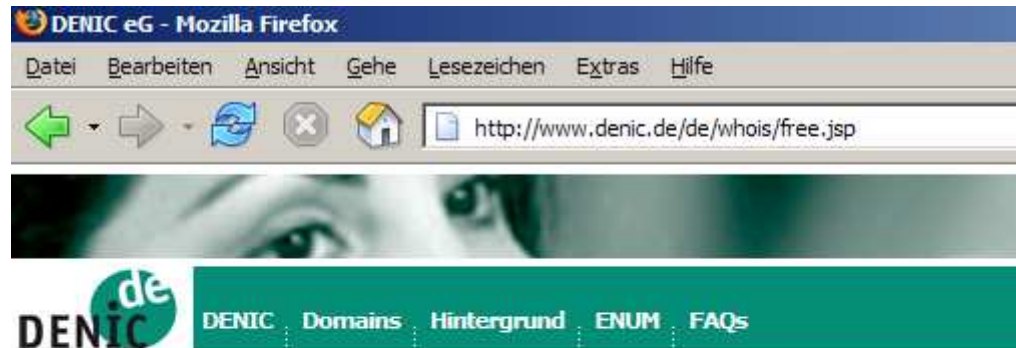 DENIC eG - Mozilla Firefox
Datei Bearbeiten Ansicht Gehe Lesezeichen Extras Hilfe
http://www.denic.de/de/whois/free.jsp
de
DENIC
DENIC Domains Hintergrund ENUM FAQs